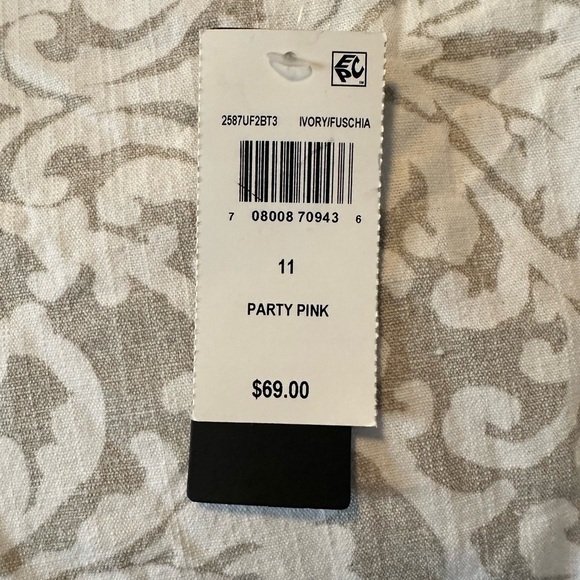 EPC
2587UF2BT3 IVORY/FUSCHIA
7 08008 70943 6
11
PARTY PINK
$69.00